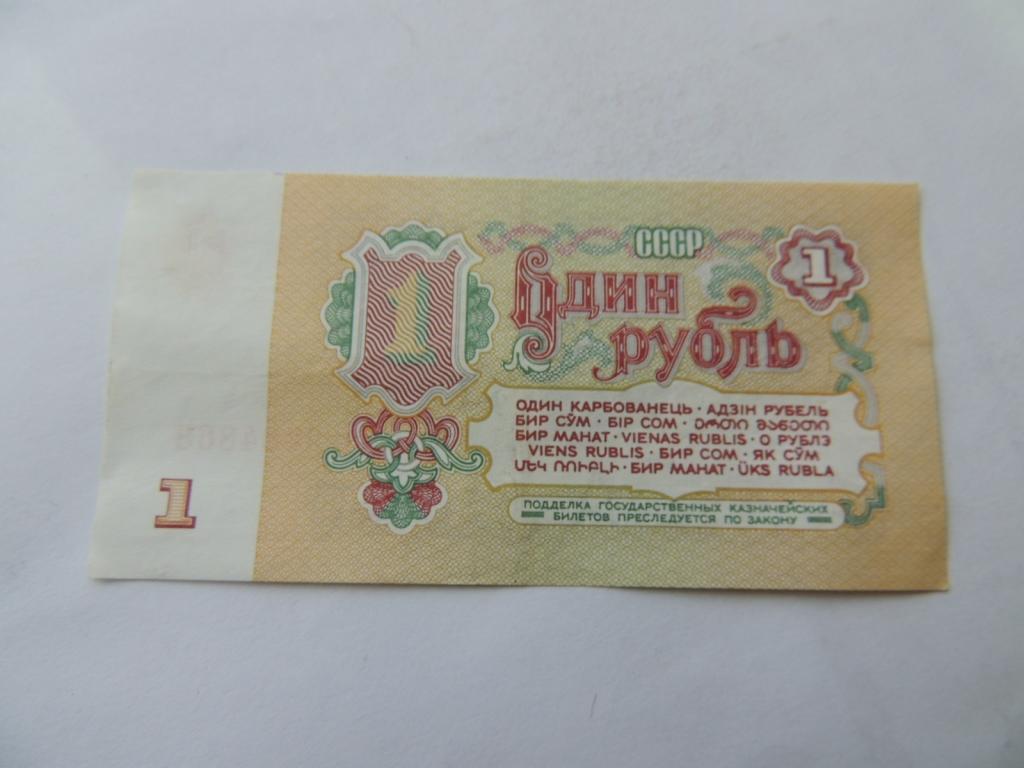 СССР
1
1
Один
рубль
ОДИН КАРБОВАНЕЦЬ · АДЗІН РУБЕЛЬ
БИР СЎМ · БІР СОМ · ᲔᲠᲗᲘ ᲛᲐᲜᲔᲗᲘ
БИР МАНАТ · VIENAS RUBLIS · О РУБЛЭ
VIENS RUBLIS · БИР СОМ · ЯК СЎМ
ՄԵԿ ՌՈՒԲԼԻ · БИР МАНАТ · ÜKS RUBLA
ПОДДЕЛКА ГОСУДАРСТВЕННЫХ КАЗНАЧЕЙСКИХ
БИЛЕТОВ ПРЕСЛЕДУЕТСЯ ПО ЗАКОНУ
1